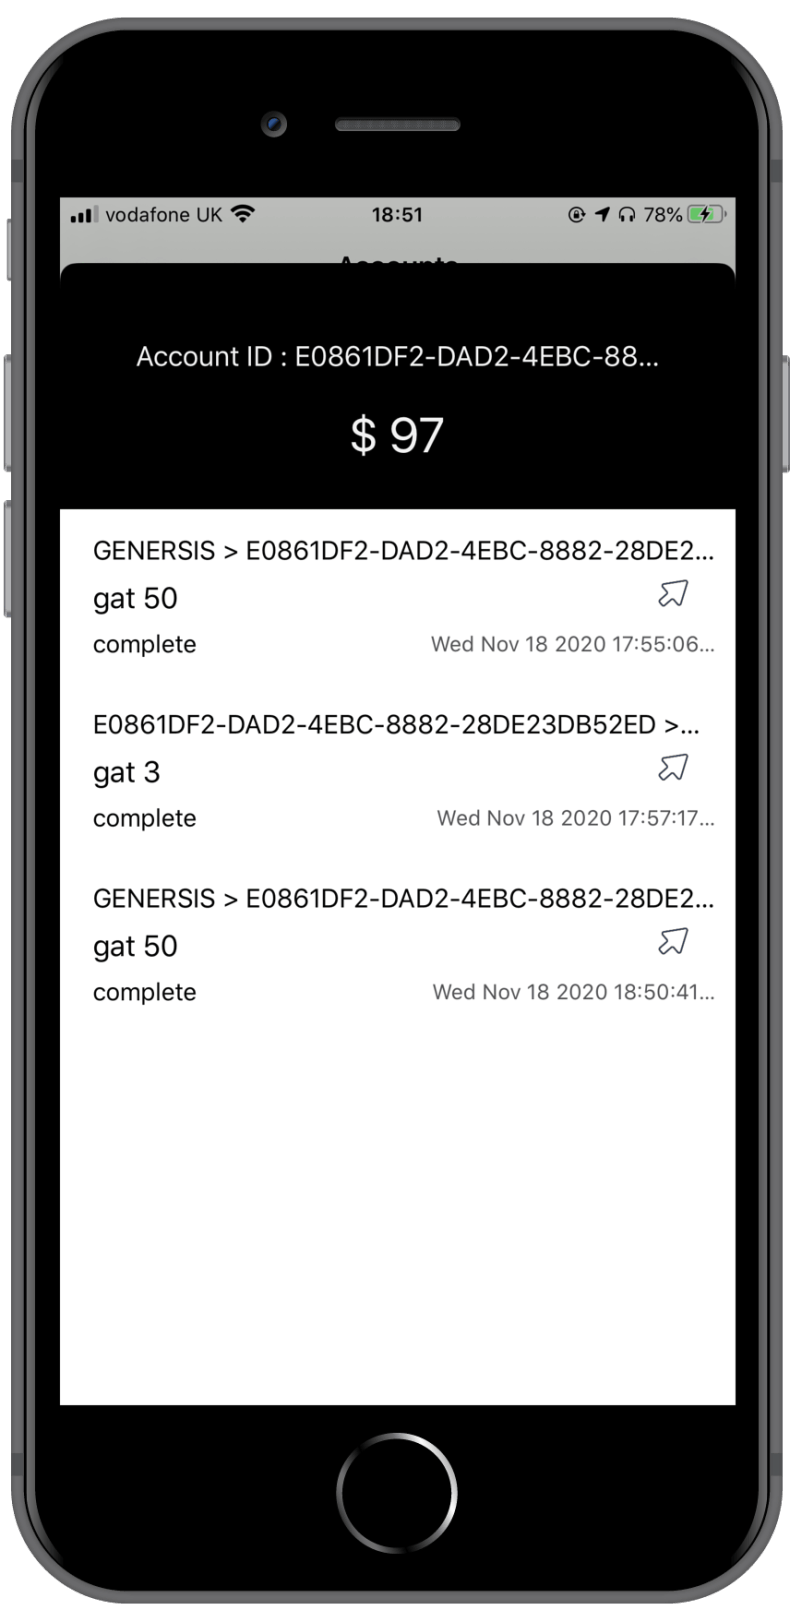 vodafone UK 18:51 78%
Accounts
Account ID : E0861DF2-DAD2-4EBC-88...
$ 97
GENERSIS > E0861DF2-DAD2-4EBC-8882-28DE2...
gat 50
complete Wed Nov 18 2020 17:55:06...
E0861DF2-DAD2-4EBC-8882-28DE23DB52ED >...
gat 3
complete Wed Nov 18 2020 17:57:17...
GENERSIS > E0861DF2-DAD2-4EBC-8882-28DE2...
gat 50
complete Wed Nov 18 2020 18:50:41...